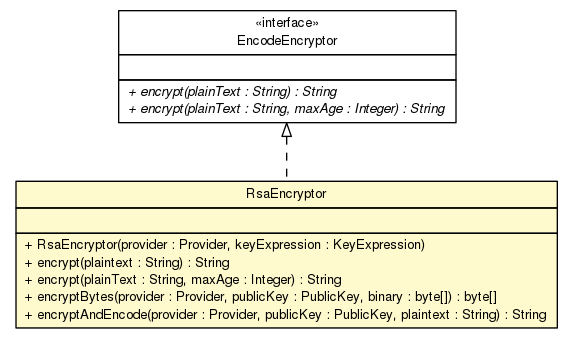 «interface»
EncodeEncryptor
+ encrypt(plainText : String) : String
+ encrypt(plainText : String, maxAge : Integer) : String
RsaEncryptor
+ RsaEncryptor(provider : Provider, keyExpression : KeyExpression)
+ encrypt(plaintext : String) : String
+ encrypt(plainText : String, maxAge : Integer) : String
+ encryptBytes(provider : Provider, publicKey : PublicKey, binary : byte[]) : byte[]
+ encryptAndEncode(provider : Provider, publicKey : PublicKey, plaintext : String) : String